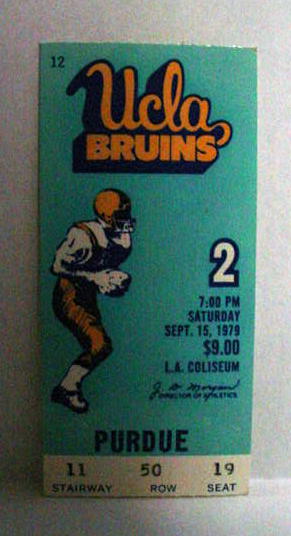 12
Ucla
BRUINS
2
7:00 PM
SATURDAY
SEPT. 15, 1979
$9.00
L.A. COLISEUM
J. D. Morgan
DIRECTOR OF ATHLETICS
PURDUE
11 50 19
STAIRWAY ROW SEAT